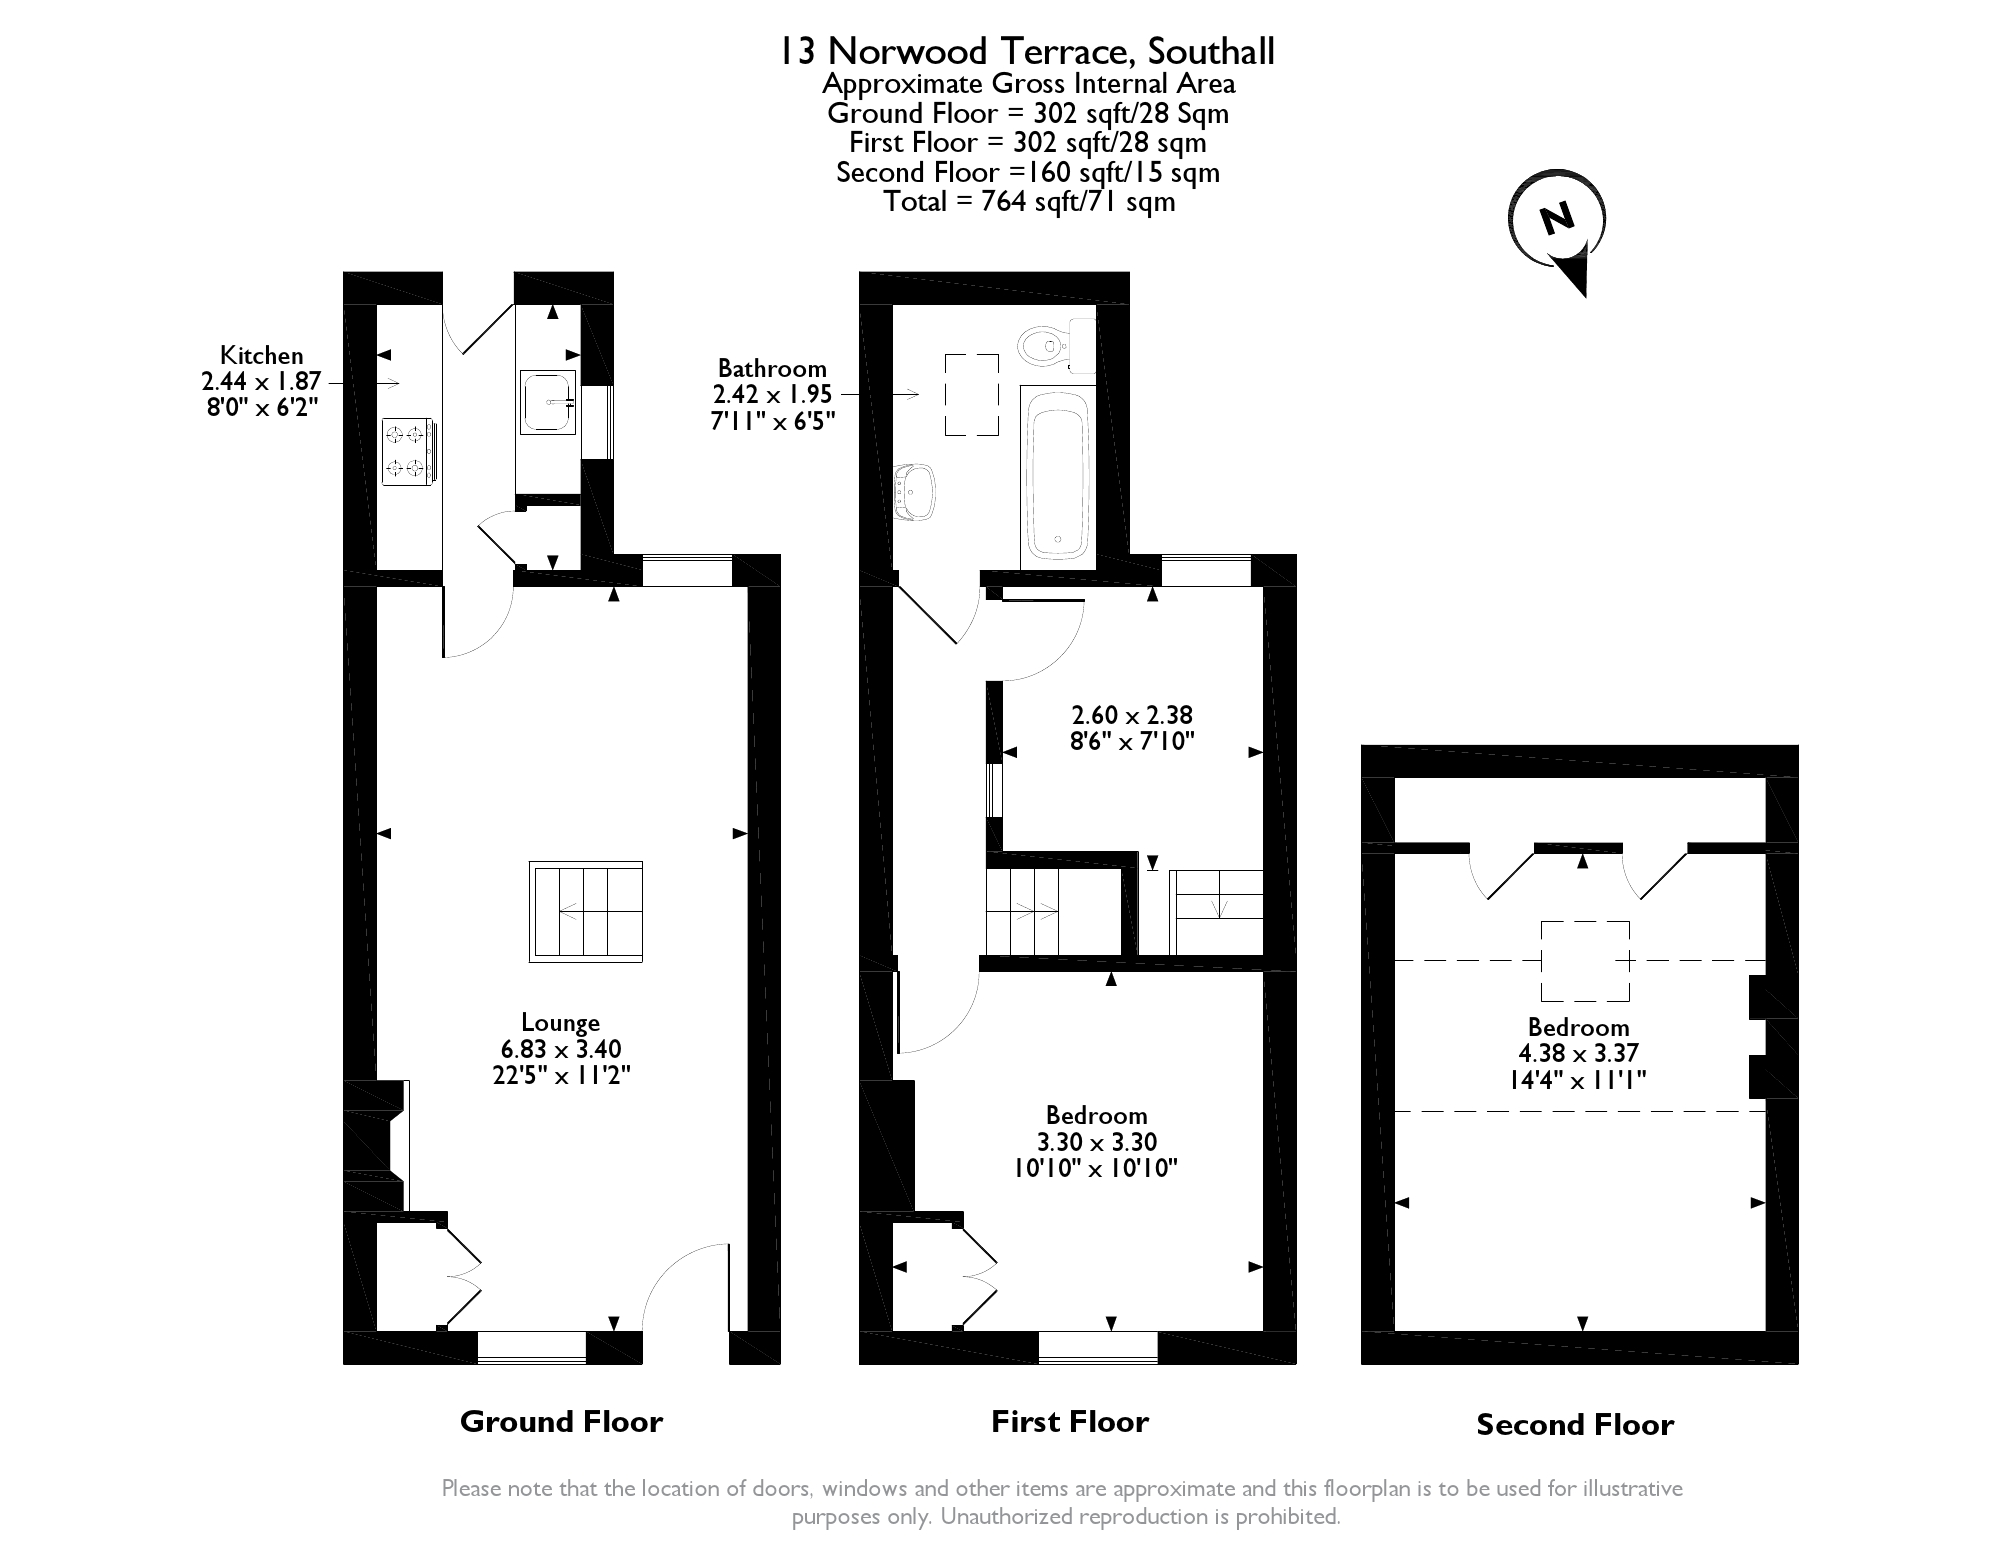 13 Norwood Terrace, Southall
Approximate Gross Internal Area
Ground Floor = 302 sqft/28 Sqm
First Floor = 302 sqft/28 sqm
Second Floor =160 sqft/15 sqm
Total = 764 sqft/71 sqm
N
Kitchen
2.44 x 1.87
8'0" x 6'2"
Bathroom
2.42 x 1.95
7'11" x 6'5"
2.60 x 2.38
8'6" x 7'10"
Lounge
6.83 x 3.40
22'5" x 11'2"
Bedroom
3.30 x 3.30
10'10" x 10'10"
Bedroom
4.38 x 3.37
14'4" x 11'1"
Ground Floor
First Floor
Second Floor
Please note that the location of doors, windows and other items are approximate and this floorplan is to be used for illustrative
purposes only. Unauthorized reproduction is prohibited.